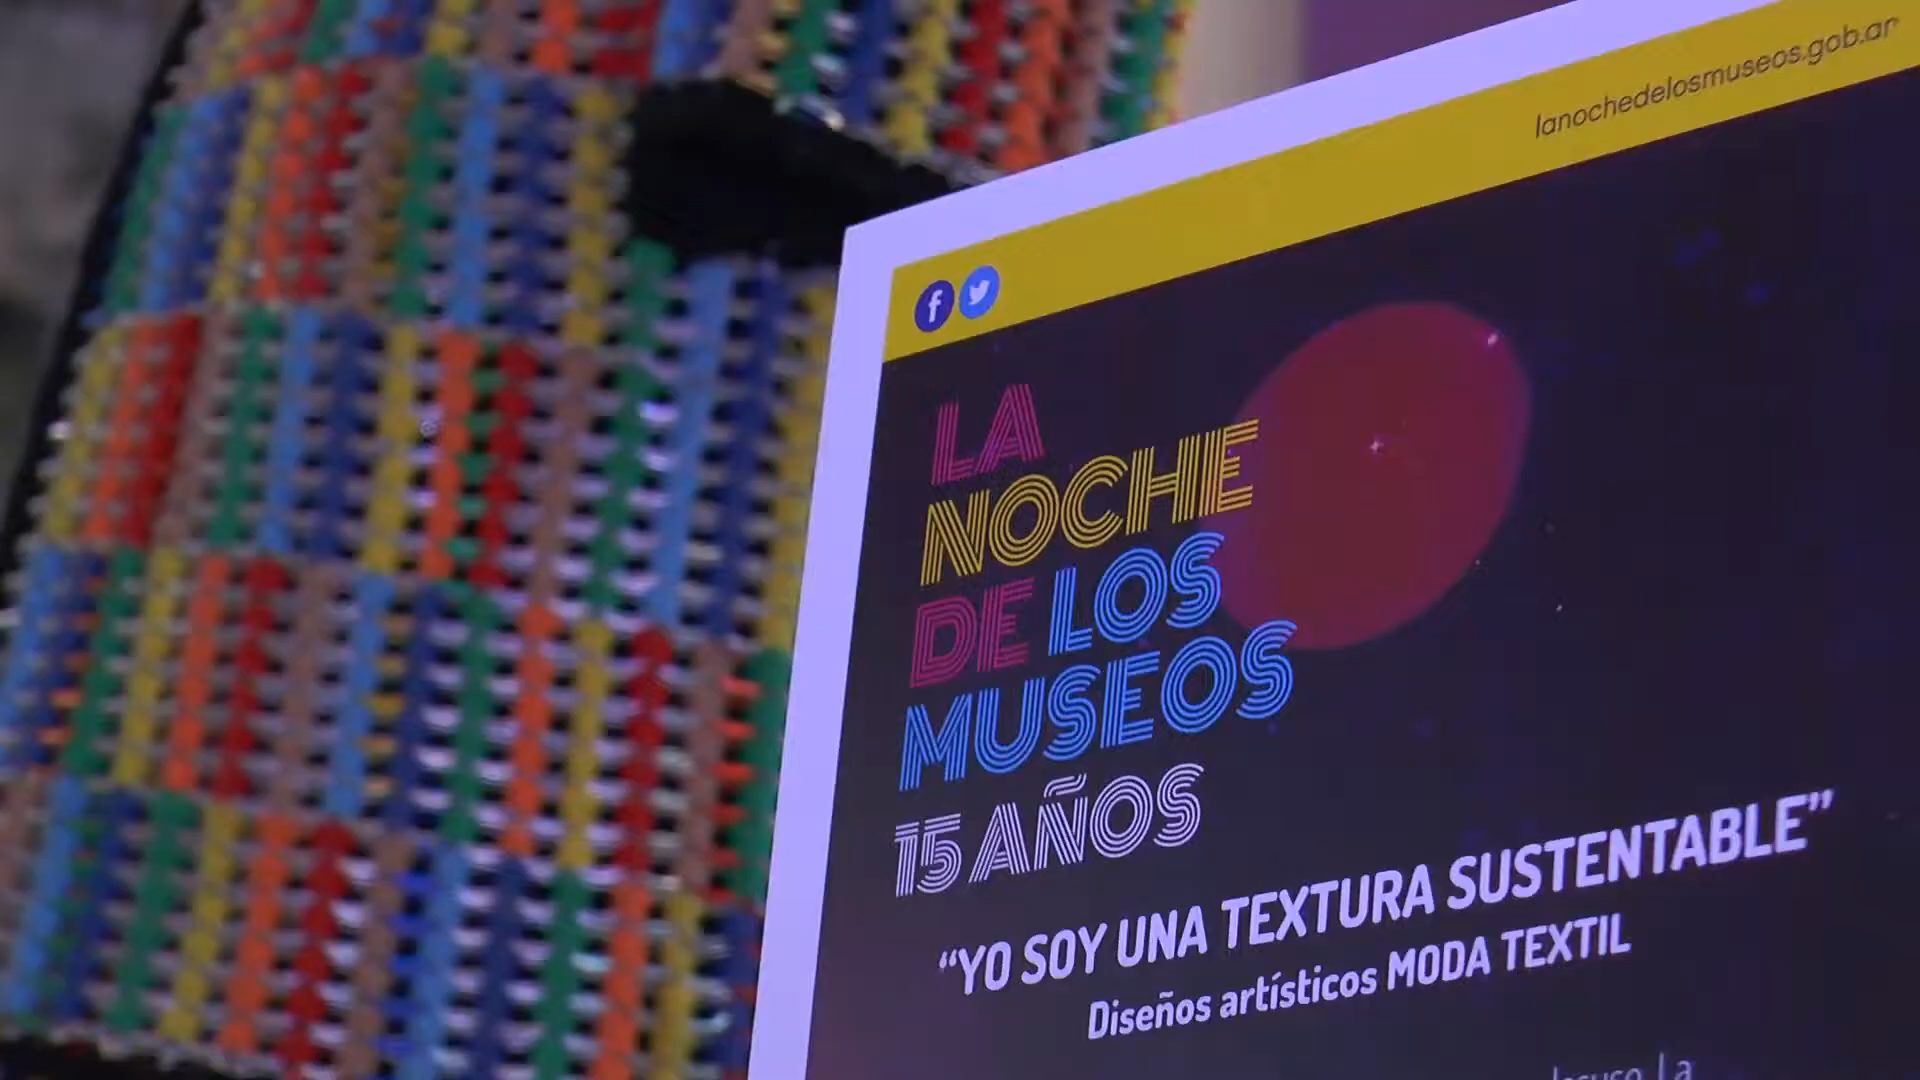 lanochedelosmuseos.gob.ar
LA
NOCHE
DE LOS
MUSEOS
15 AÑOS
“YO SOY UNA TEXTURA SUSTENTABLE”
Diseños artísticos MODA TEXTIL
La